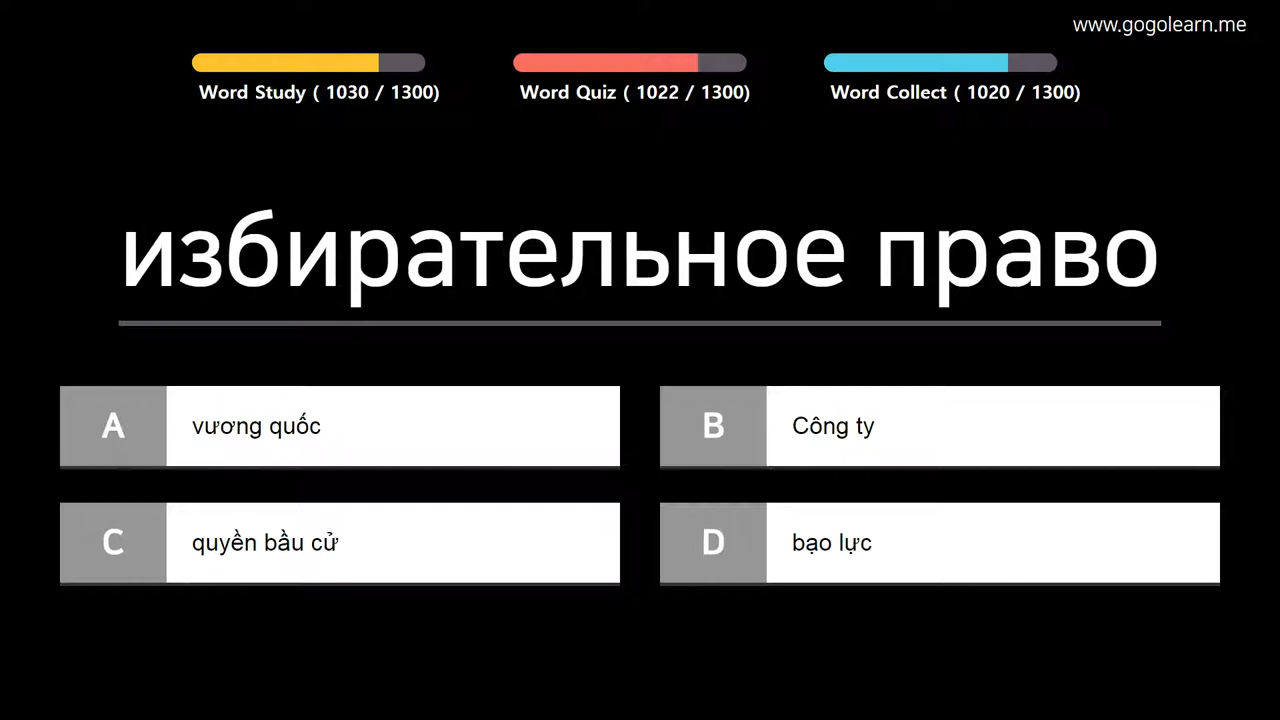 www.gogolearn.me
Word Study ( 1030 / 1300)
Word Quiz ( 1022 / 1300)
Word Collect ( 1020 / 1300)
избирательное право
A vương quốc
B Công ty
C quyền bầu cử
D bạo lực